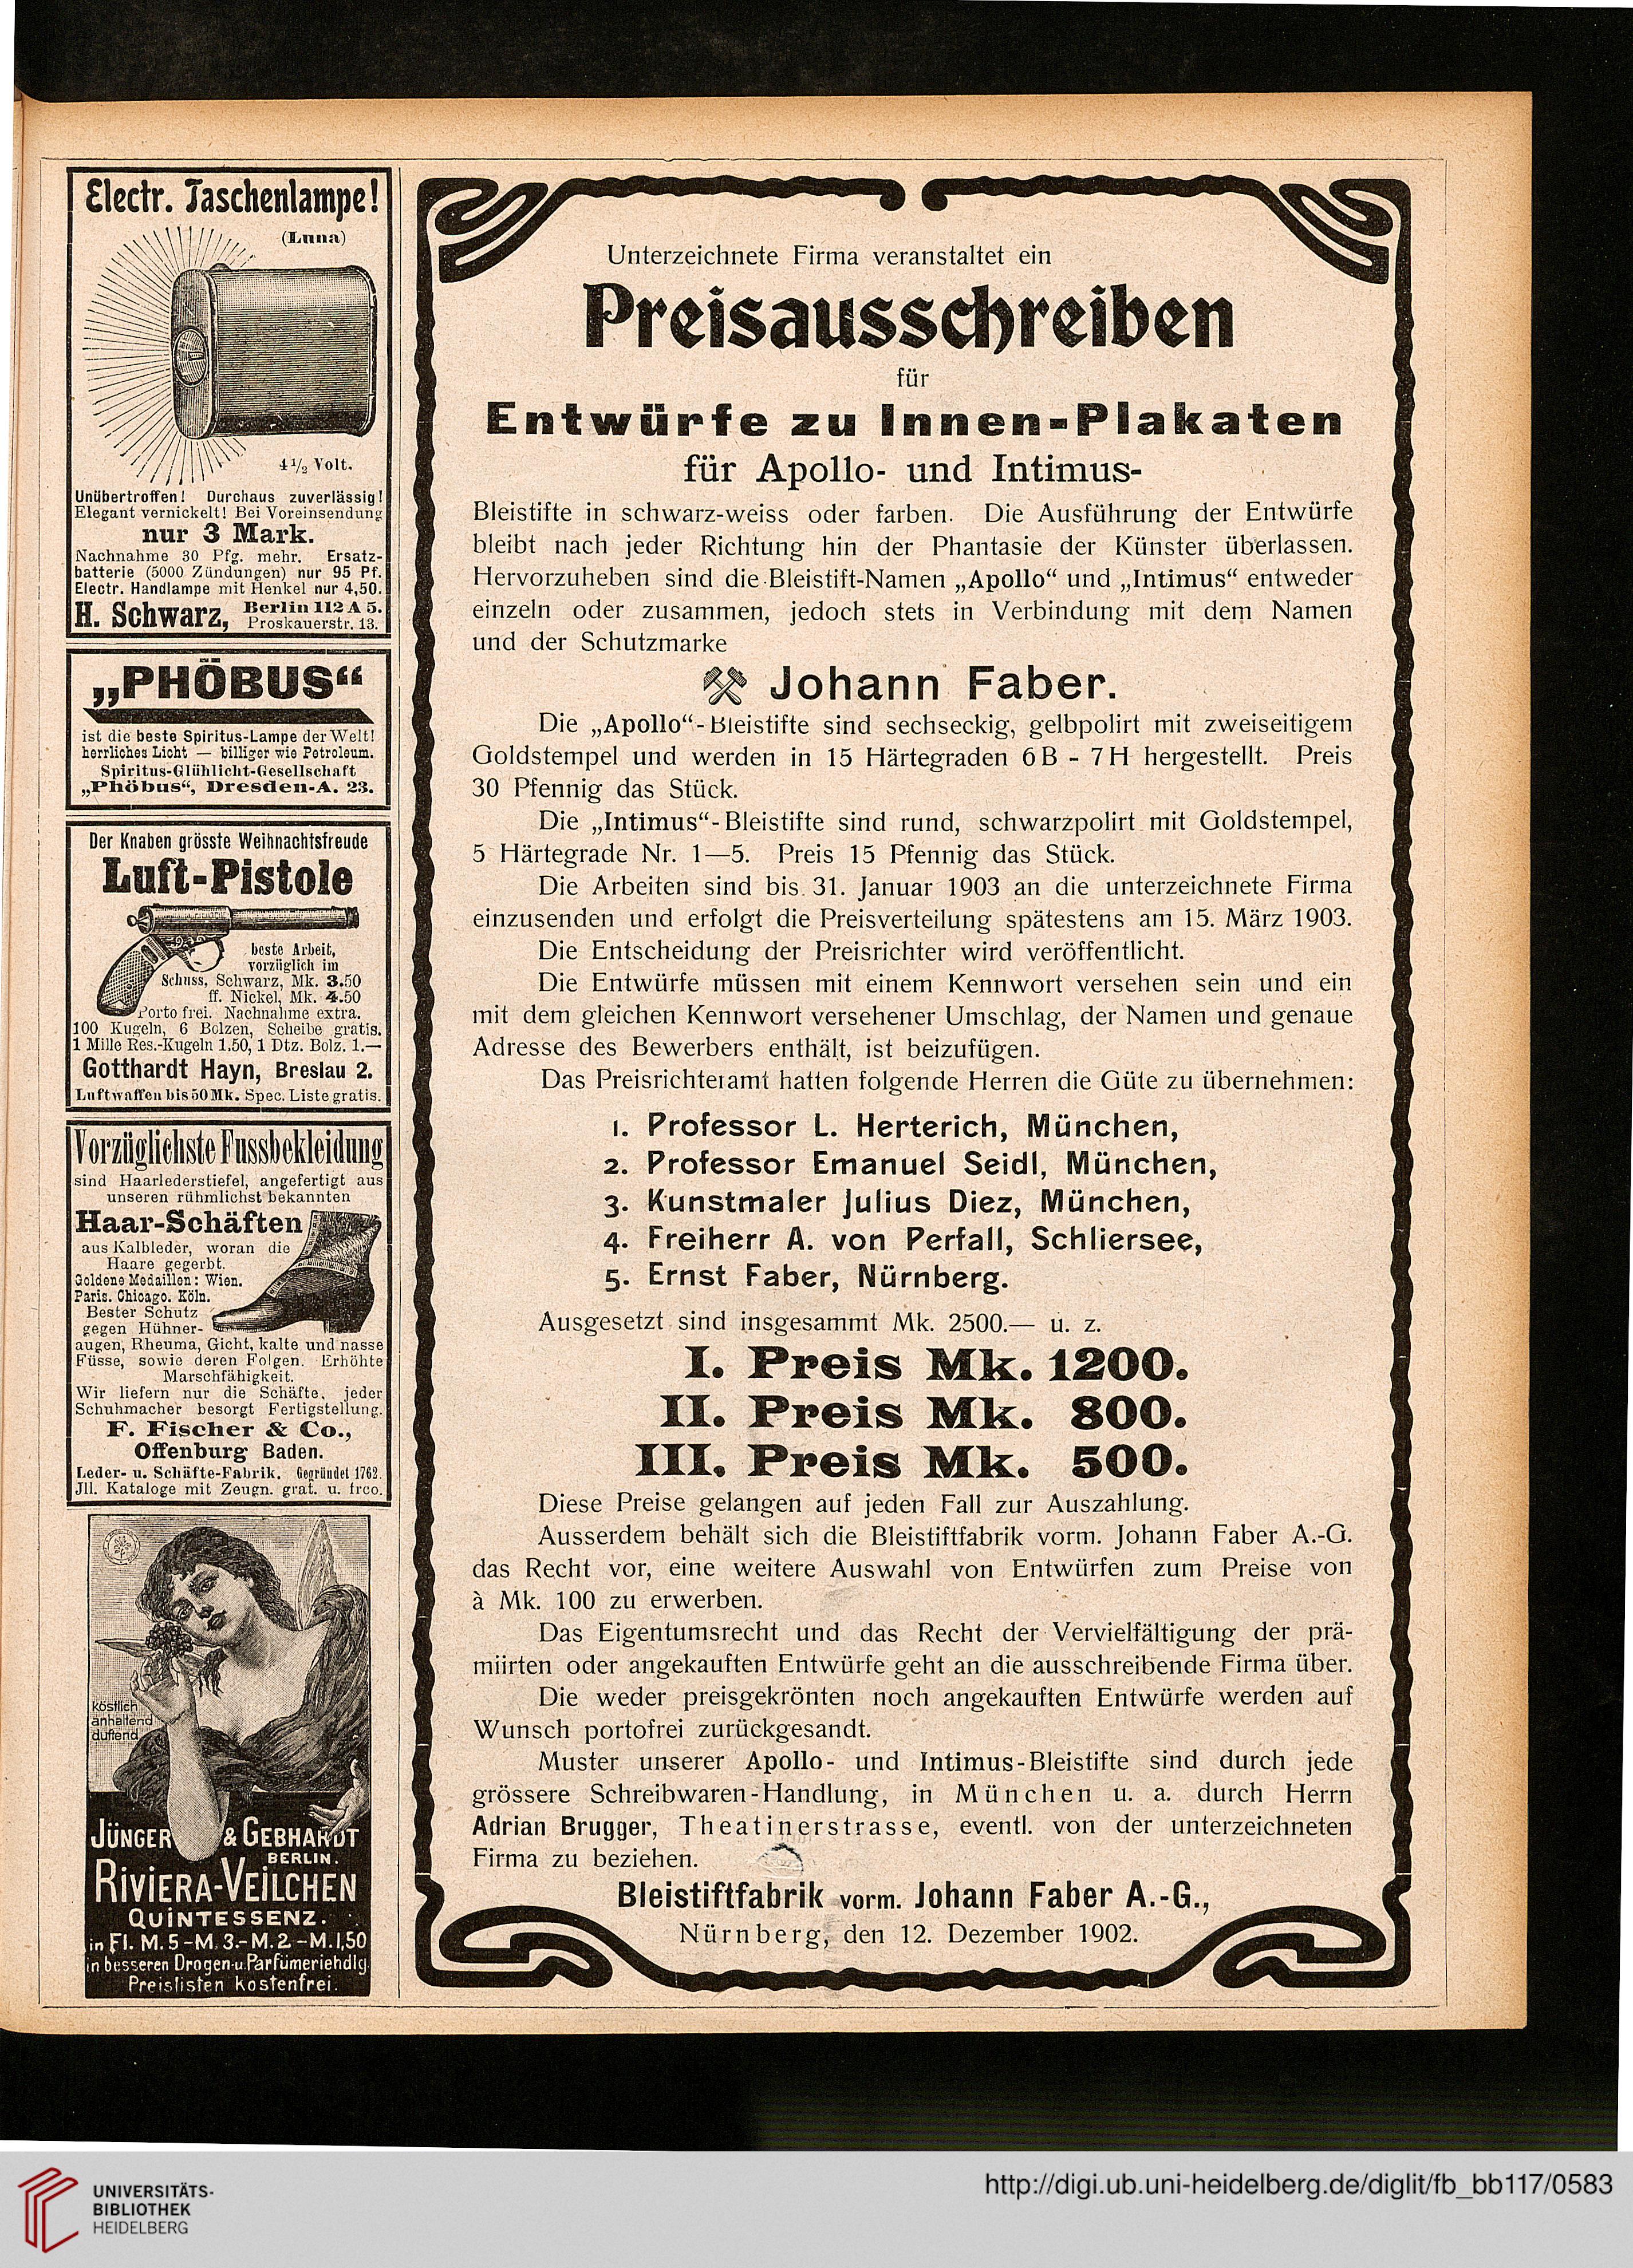 Electr. Taschenlampe!
(Luna)
4½ Volt.
Unübertroffen! Durchaus zuverlässig!
Elegant vernickelt! Bei Voreinsendung
nur 3 Mark.
Nachnahme 30 Pfg. mehr. Ersatz-
batterie (5000 Zündungen) nur 95 Pf.
Electr. Handlampe mit Henkel nur 4,50.
H. Schwarz, Berlin 112 A 5.
Proskauerstr. 13.
„PHÖBUS“
ist die beste Spiritus-Lampe der Welt!
herrliches Licht — billiger wie Petroleum.
Spiritus-Glühlicht-Gesellschaft
„Phöbus“, Dresden-A. 23.
Der Knaben grösste Weihnachtsfreude
Luft-Pistole
beste Arbeit,
vorzüglich im
Schuss, Schwarz, Mk. 3.50
ff. Nickel, Mk. 4.50
Porto frei. Nachnahme extra.
100 Kugeln, 6 Bolzen, Scheibe gratis.
1 Mille Res.-Kugeln 1.50, 1 Dtz. Bolz. 1.—
Gotthardt Hayn, Breslau 2.
Luftwaffen bis 50 Mk. Spec. Liste gratis.
Vorzüglichste Fussbekleidung
sind Haarlederstiefel, angefertigt aus
unseren rühmlichst bekannten
Haar-Schäften
aus Kalbleder, woran die
Haare gegerbt.
Goldene Medaillen: Wien.
Paris. Chicago. Köln.
Bester Schutz
gegen Hühner-
augen, Rheuma, Gicht, kalte und nasse
Füsse, sowie deren Folgen. Erhöhte
Marschfähigkeit.
Wir liefern nur die Schäfte, jeder
Schuhmacher besorgt Fertigstellung.
F. Fischer & Co.,
Offenburg Baden.
Leder- u. Schäfte-Fabrik. Gegründet 1762.
Jll. Kataloge mit Zeugn. grat. u. frco.
köstlich
anhaltend
duftend
JÜNGER & GEBHARDT
BERLIN.
RIVIERA-VEILCHEN
QUINTESSENZ.
in Fl. M. 5 - M. 3.- M. 2 - M. 1,50
in besseren Drogen- u. Parfümeriehdlg.
Preislisten kostenfrei.
Unterzeichnete Firma veranstaltet ein
Preisausschreiben
für
Entwürfe zu Innen-Plakaten
für Apollo- und Intimus-
Bleistifte in schwarz-weiss oder farben. Die Ausführung der Entwürfe
bleibt nach jeder Richtung hin der Phantasie der Künster überlassen.
Hervorzuheben sind die Bleistift-Namen „Apollo“ und „Intimus“ entweder
einzeln oder zusammen, jedoch stets in Verbindung mit dem Namen
und der Schutzmarke
Johann Faber.
Die „Apollo“-Bleistifte sind sechseckig, gelbpolirt mit zweiseitigem
Goldstempel und werden in 15 Härtegraden 6 B - 7 H hergestellt. Preis
30 Pfennig das Stück.
Die „Intimus“-Bleistifte sind rund, schwarzpolirt mit Goldstempel,
5 Härtegrade Nr. 1—5. Preis 15 Pfennig das Stück.
Die Arbeiten sind bis 31. Januar 1903 an die unterzeichnete Firma
einzusenden und erfolgt die Preisverteilung spätestens am 15. März 1903.
Die Entscheidung der Preisrichter wird veröffentlicht.
Die Entwürfe müssen mit einem Kennwort versehen sein und ein
mit dem gleichen Kennwort versehener Umschlag, der Namen und genaue
Adresse des Bewerbers enthält, ist beizufügen.
Das Preisrichteramt hatten folgende Herren die Güte zu übernehmen:
1. Professor L. Herterich, München,
2. Professor Emanuel Seidl, München,
3. Kunstmaler Julius Diez, München,
4. Freiherr A. von Perfall, Schliersee,
5. Ernst Faber, Nürnberg.
Ausgesetzt sind insgesammt Mk. 2500.— u. z.
I. Preis Mk. 1200.
II. Preis Mk. 800.
III. Preis Mk. 500.
Diese Preise gelangen auf jeden Fall zur Auszahlung.
Ausserdem behält sich die Bleistiftfabrik vorm. Johann Faber A.-G.
das Recht vor, eine weitere Auswahl von Entwürfen zum Preise von
à Mk. 100 zu erwerben.
Das Eigentumsrecht und das Recht der Vervielfältigung der prä-
miirten oder angekauften Entwürfe geht an die ausschreibende Firma über.
Die weder preisgekrönten noch angekauften Entwürfe werden auf
Wunsch portofrei zurückgesandt.
Muster unserer Apollo- und Intimus-Bleistifte sind durch jede
grössere Schreibwaren-Handlung, in München u. a. durch Herrn
Adrian Brugger, Theatinerstrasse, eventl. von der unterzeichneten
Firma zu beziehen.
Bleistiftfabrik vorm. Johann Faber A.-G.,
Nürnberg, den 12. Dezember 1902.
UNIVERSITÄTS-
BIBLIOTHEK
HEIDELBERG
http://digi.ub.uni-heidelberg.de/diglit/fb_bb117/0583